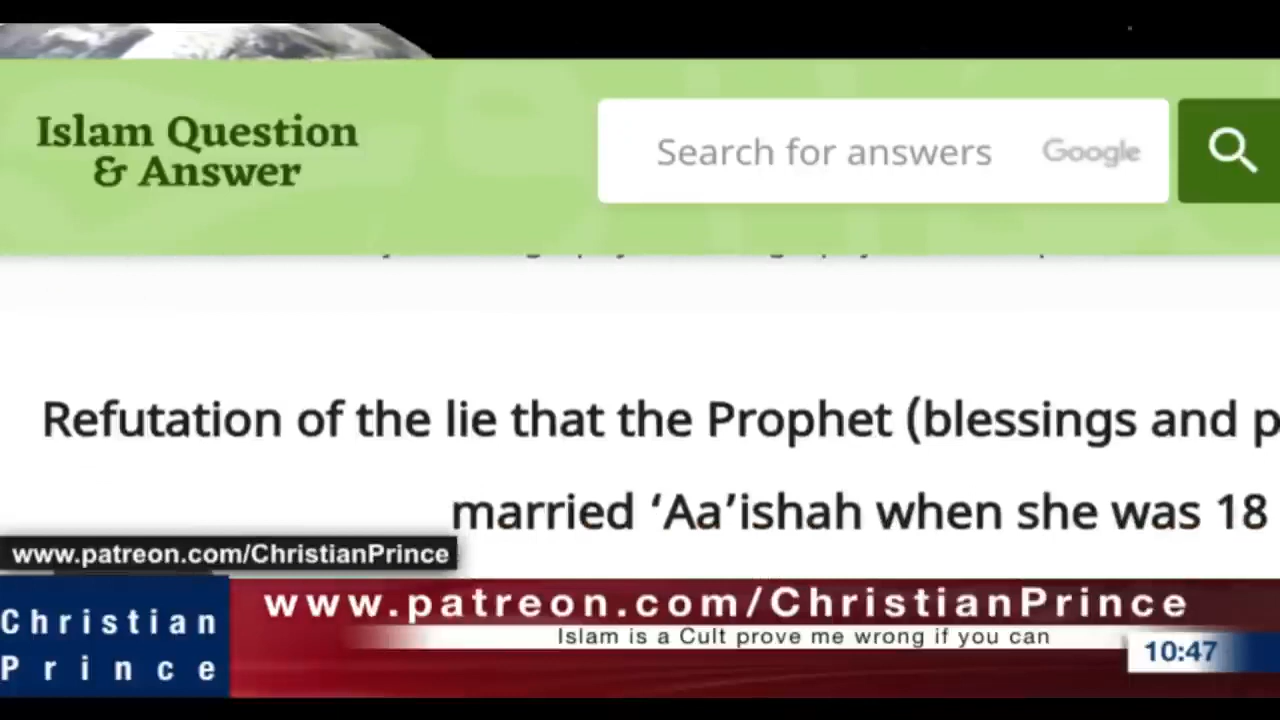 Islam Question
& Answer
Search for answers Google
Refutation of the lie that the Prophet (blessings and p
married ‘Aa’ishah when she was 18
www.patreon.com/ChristianPrince
Christian
Prince
www.patreon.com/ChristianPrince
Islam is a Cult prove me wrong if you can
10:47